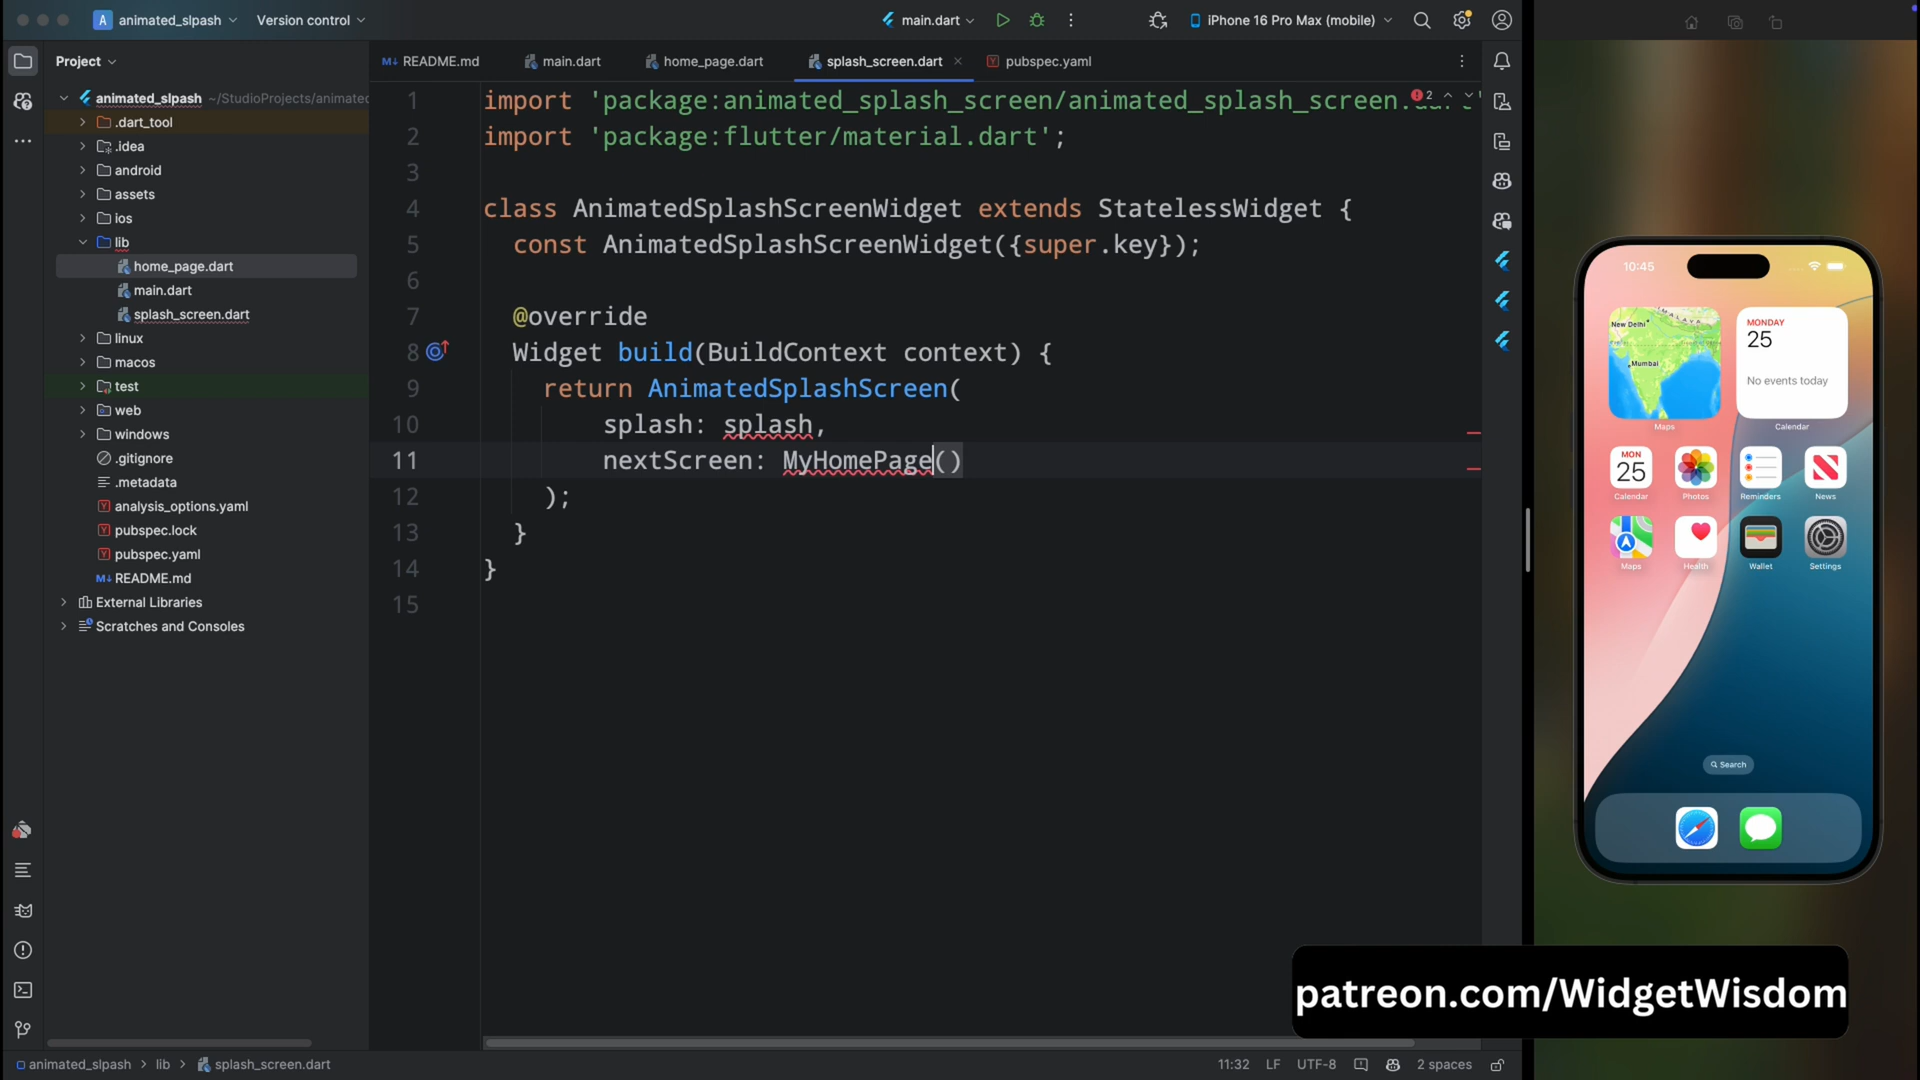 A animated_slpash
Version control
main.dart
iPhone 16 Pro Max (mobile)
Project
README.md
main.dart
home_page.dart
splash_screen.dart
pubspec.yaml
animated_slpash ~/StudioProjects/animated
.dart_tool
.idea
android
assets
ios
lib
home_page.dart
main.dart
splash_screen.dart
linux
macos
test
web
windows
.gitignore
.metadata
analysis_options.yaml
pubspec.lock
pubspec.yaml
README.md
External Libraries
Scratches and Consoles
1 import 'package:animated_splash_screen/animated_splash_screen.dart'
2
2 import 'package:flutter/material.dart';
3
4 class AnimatedSplashScreenWidget extends StatelessWidget {
5 const AnimatedSplashScreenWidget({super.key});
6
7 @override
8 Widget build(BuildContext context) {
9 return AnimatedSplashScreen(
10 splash: splash,
11 nextScreen: MyHomePage()
12 );
13 }
14 }
15
10:45
New Delhi
Mumbai
MONDAY
25
No events today
Maps
Calendar
MON
25
Calendar
Photos
Reminders
News
Maps
Health
Wallet
Settings
Search
patreon.com/WidgetWisdom
animated_slpash > lib > splash_screen.dart
11:32
LF
UTF-8
2 spaces